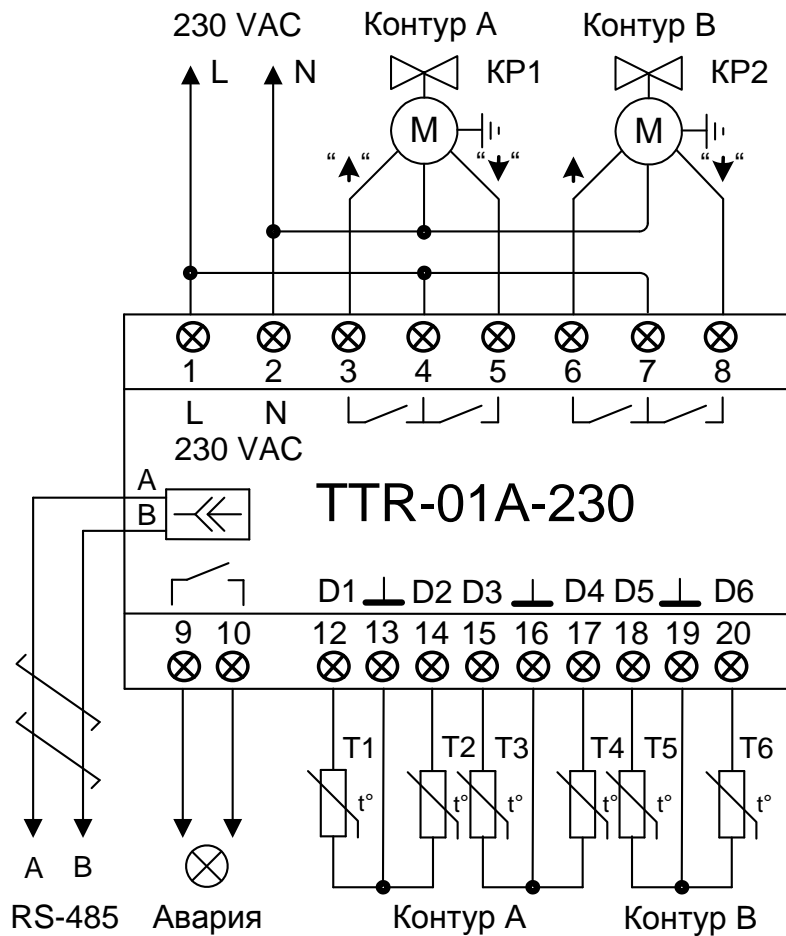 230 VAC Контур А Контур В
L N КР1 КР2
М М
“ “ “ “ “ “
1 2 3 4 5 6 7 8
L N
230 VAC
A
B
TTR-01A-230
D1 D2 D3 D4 D5 D6
9 10 12 13 14 15 16 17 18 19 20
T1 T2 T3 T4 T5 T6
t° t° t° t° t° t°
A B
RS-485 Авария Контур А Контур В